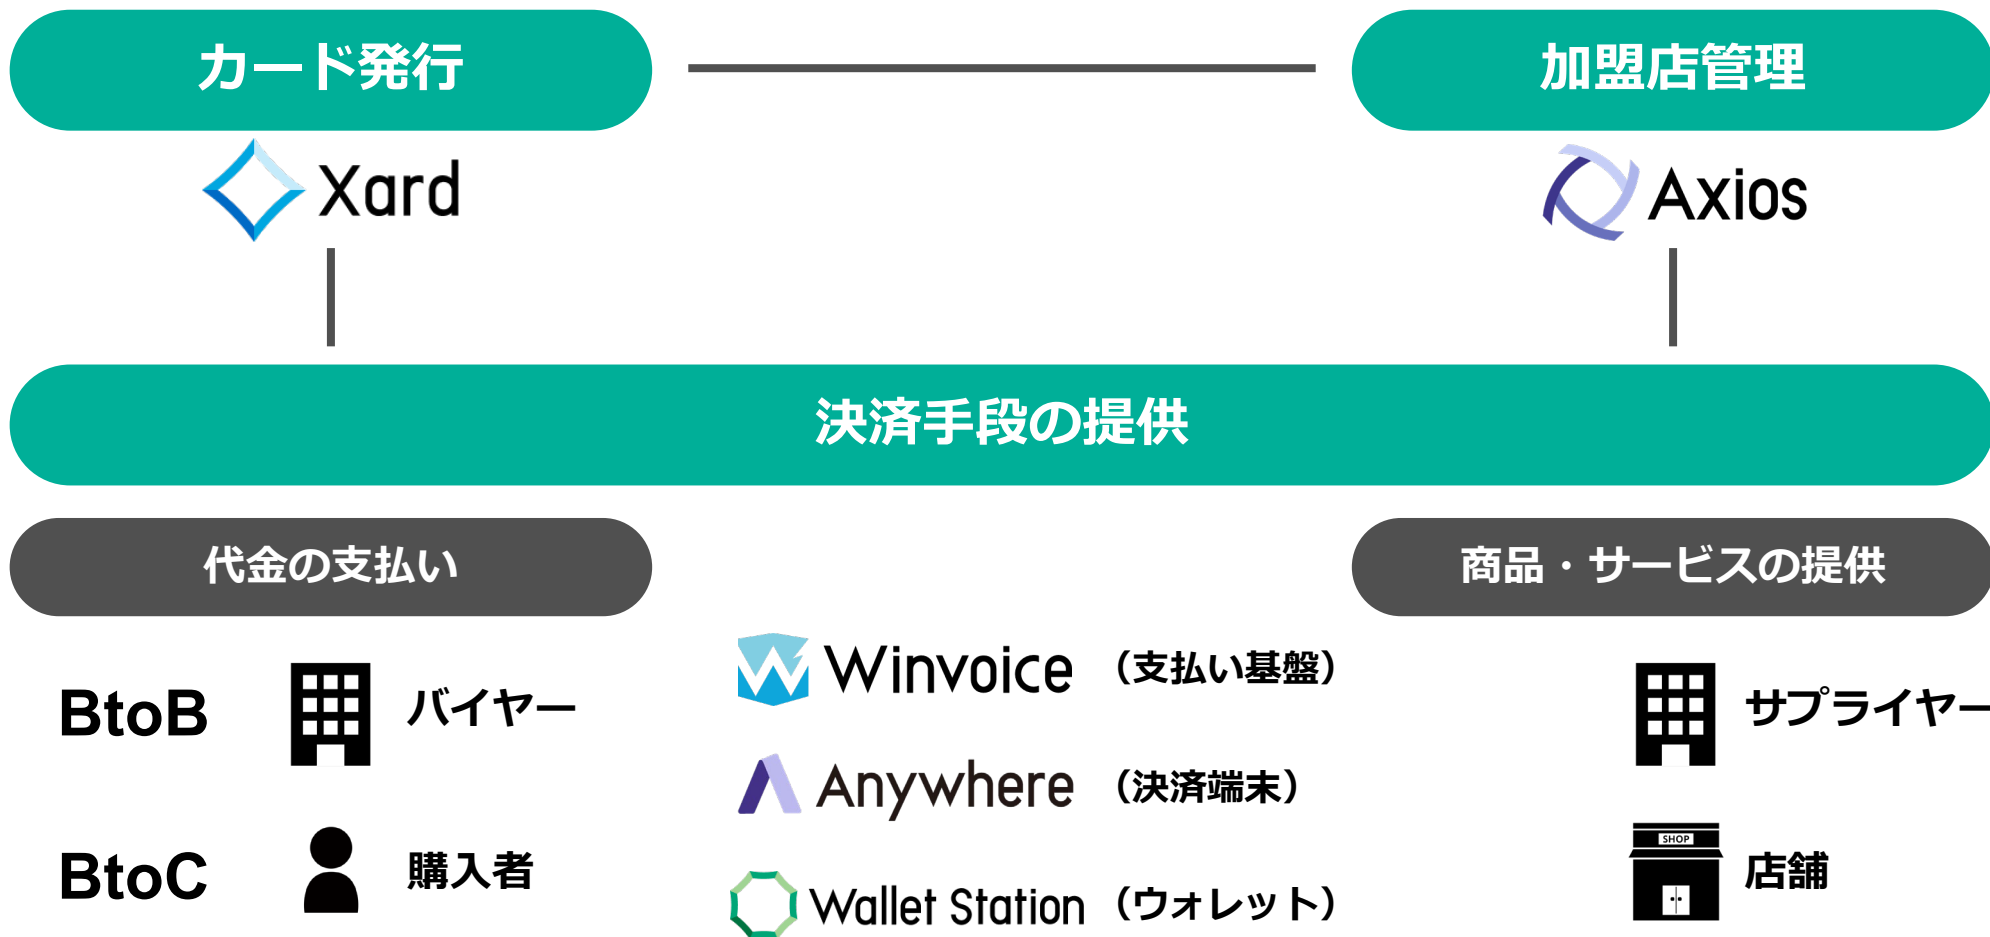 カード発行
加盟店管理
Xard
Axios
決済手段の提供
代金の支払い
商品・サービスの提供
BtoB
バイヤー
Winvoice （支払い基盤）
サプライヤー
Anywhere （決済端末）
BtoC
購入者
Wallet Station （ウォレット）
SHOP
店舗